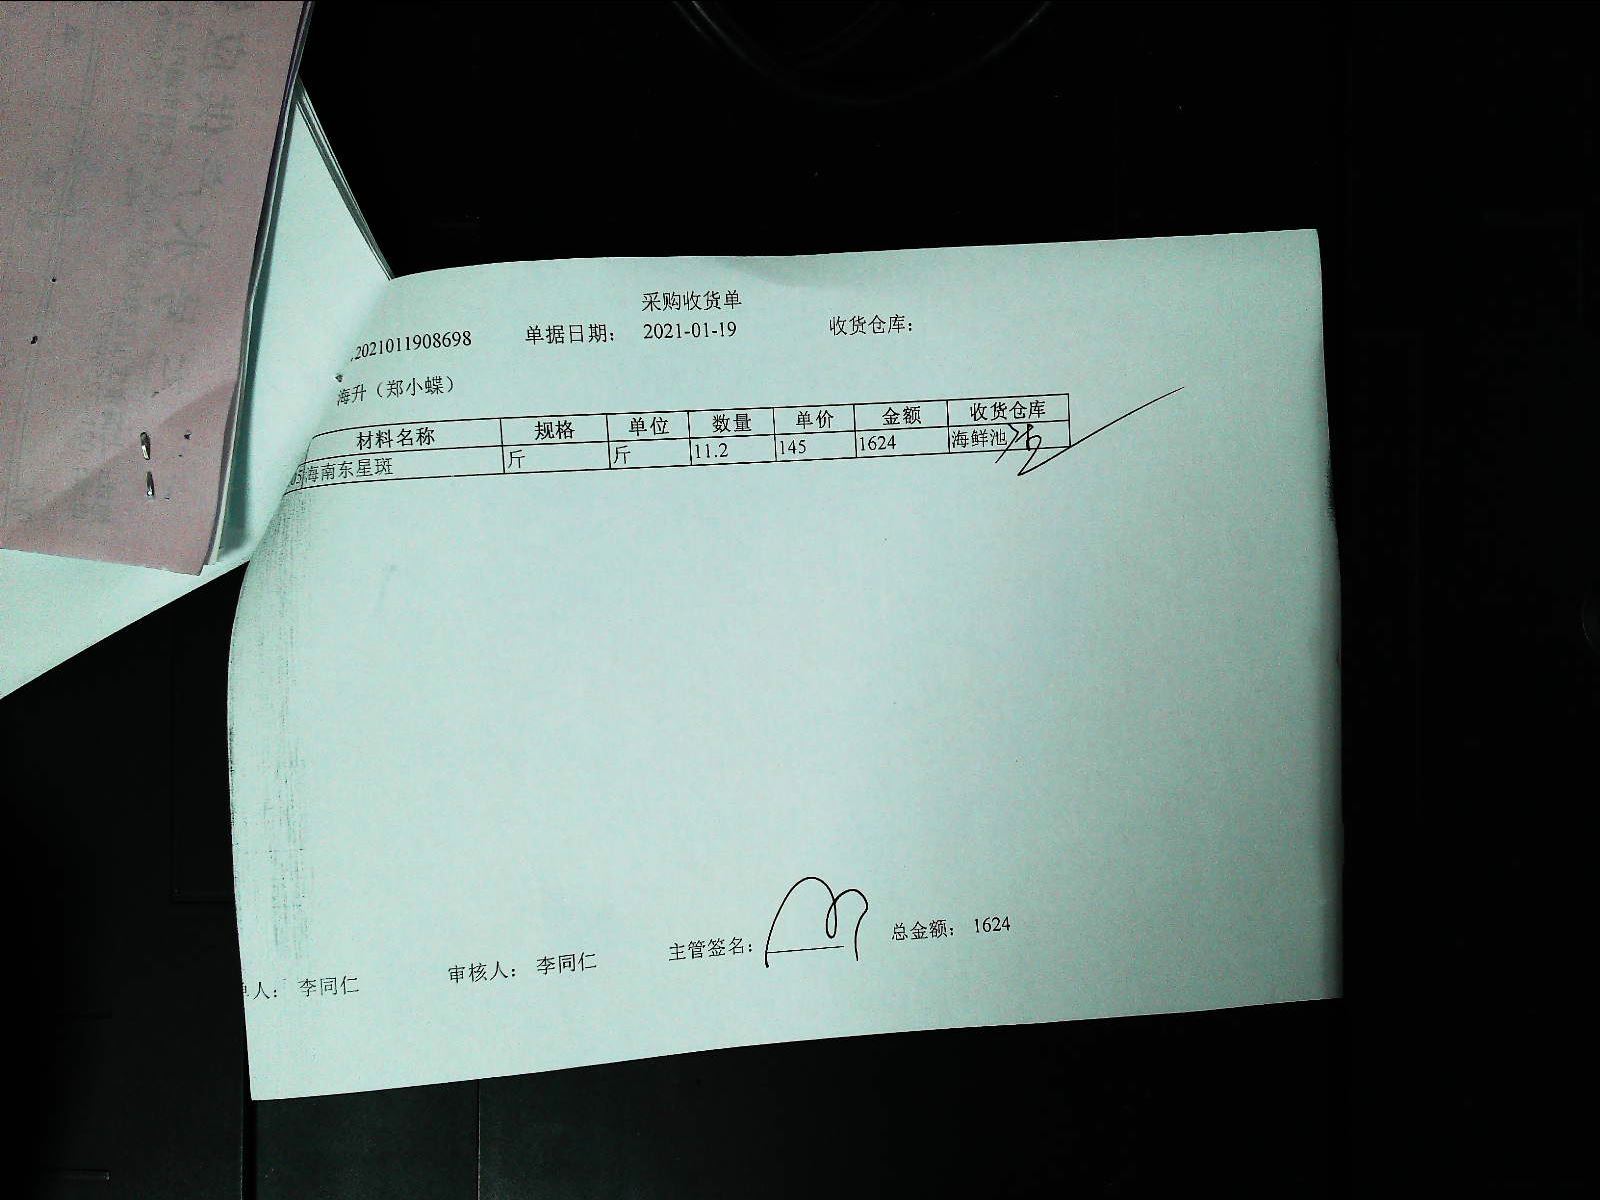 采购收货单
.2021011908698 单据日期: 2021-01-19 收货仓库:
海升（郑小蝶）
材料名称 规格 单位 数量 单价 金额 收货仓库
05 海南东星斑 斤 斤 11.2 145 1624 海鲜池
人: 李同仁 审核人: 李同仁 主管签名: 总金额: 1624